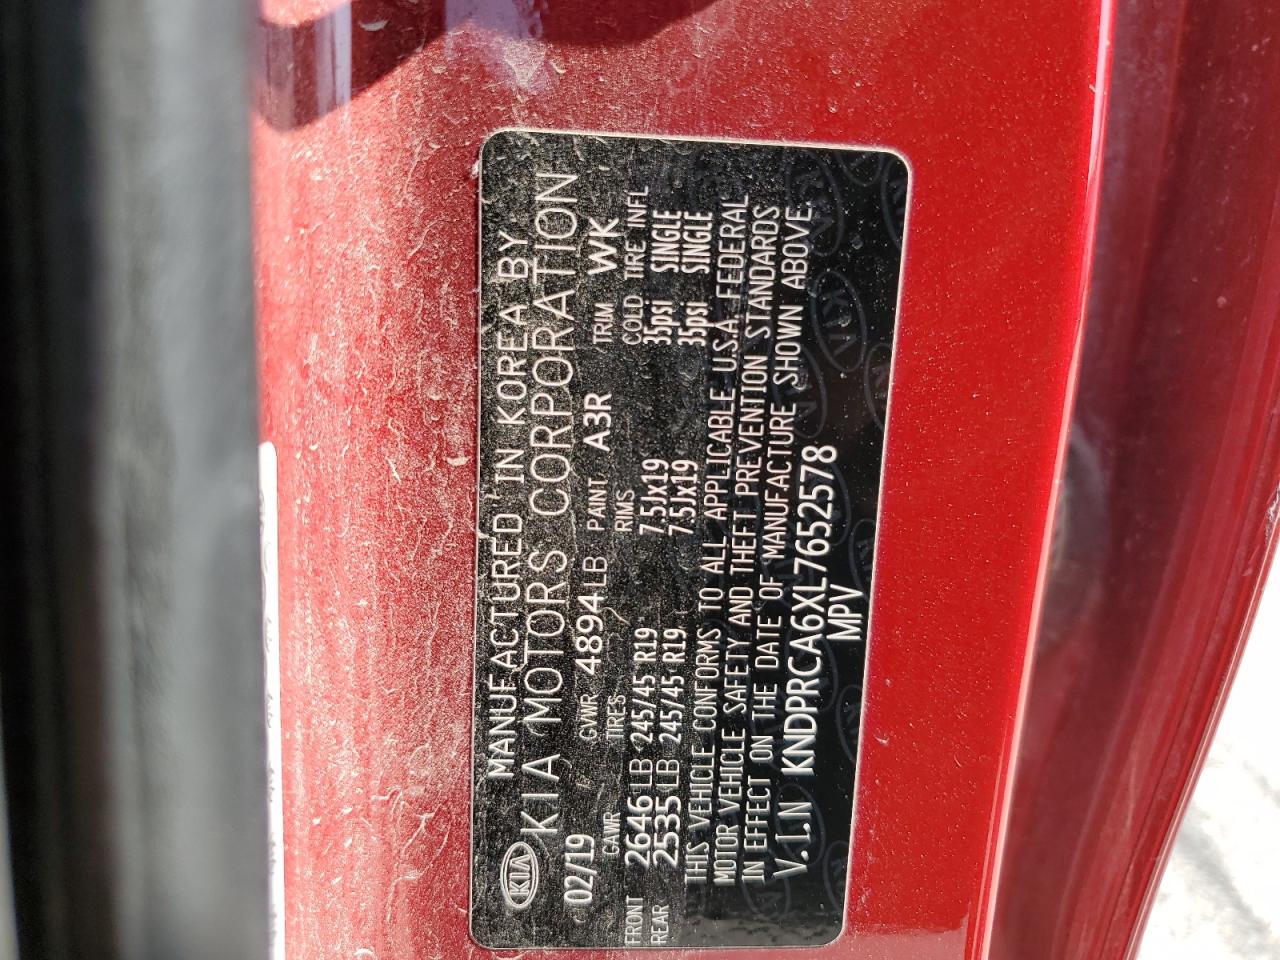 MANUFACTURED IN KOREA BY
KIA KIA MOTORS CORPORATION
02/19 GVWR 4894LB PAINT A3R TRIM WK
GAWR TIRES RIMS COLD TIRE INFL
FRONT 2646LB 245/45 R19 7.5Jx19 35psi SINGLE
REAR 2535LB 245/45 R19 7.5Jx19 35psi SINGLE
THIS VEHICLE CONFORMS TO ALL APPLICABLE U.S.A. FEDERAL
MOTOR VEHICLE SAFETY AND THEFT PREVENTION STANDARDS
IN EFFECT ON THE DATE OF MANUFACTURE SHOWN ABOVE.
V.I.N KNDPRCA6XL7652578
MPV